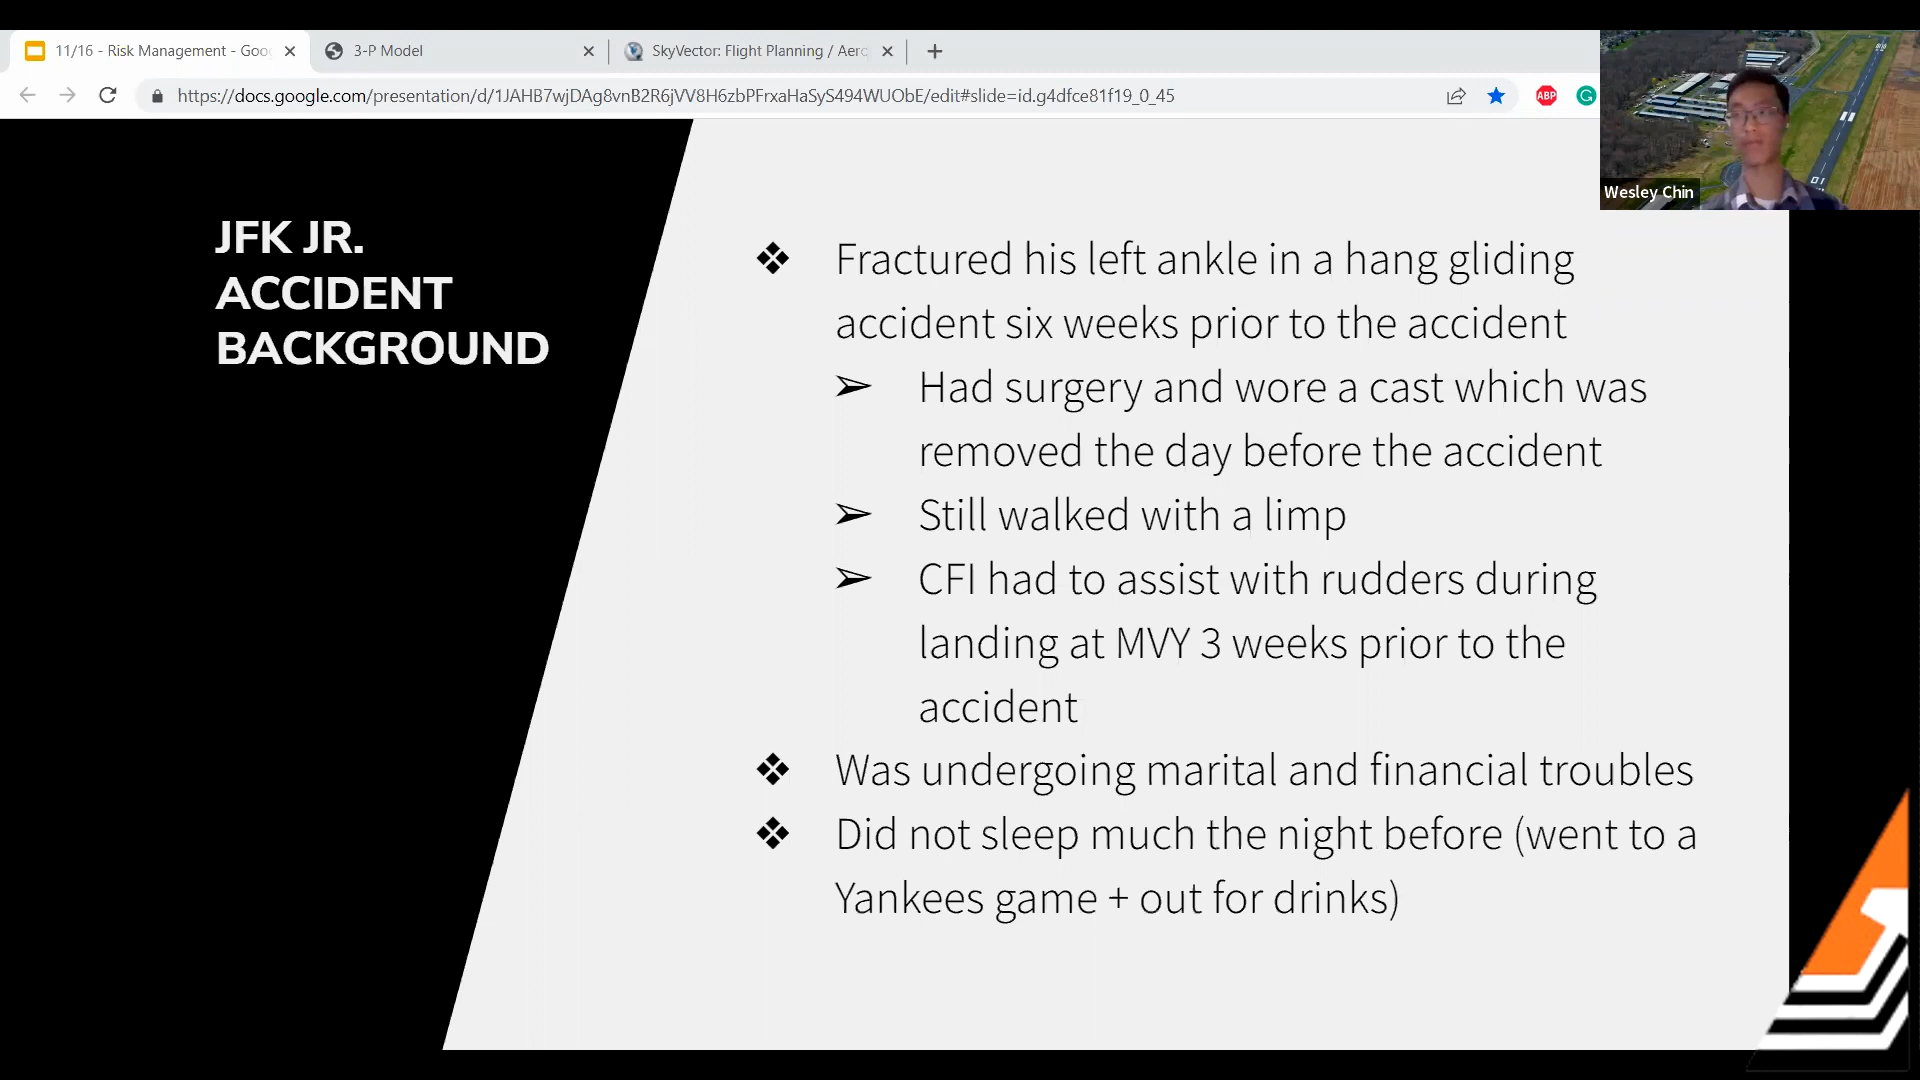 11/16 - Risk Management - Goo
3-P Model
SkyVector: Flight Planning / Aero
https://docs.google.com/presentation/d/1JAHB7wjDAg8vnB2R6jVV8H6zbPFrxaHaSyS494WUObE/edit#slide=id.g4dfce81f19_0_45
ABP
Wesley Chin
01
JFK JR.
ACCIDENT
BACKGROUND
❖ Fractured his left ankle in a hang gliding
accident six weeks prior to the accident
➢ Had surgery and wore a cast which was
removed the day before the accident
➢ Still walked with a limp
➢ CFI had to assist with rudders during
landing at MVY 3 weeks prior to the
accident
❖ Was undergoing marital and financial troubles
❖ Did not sleep much the night before (went to a
Yankees game + out for drinks)